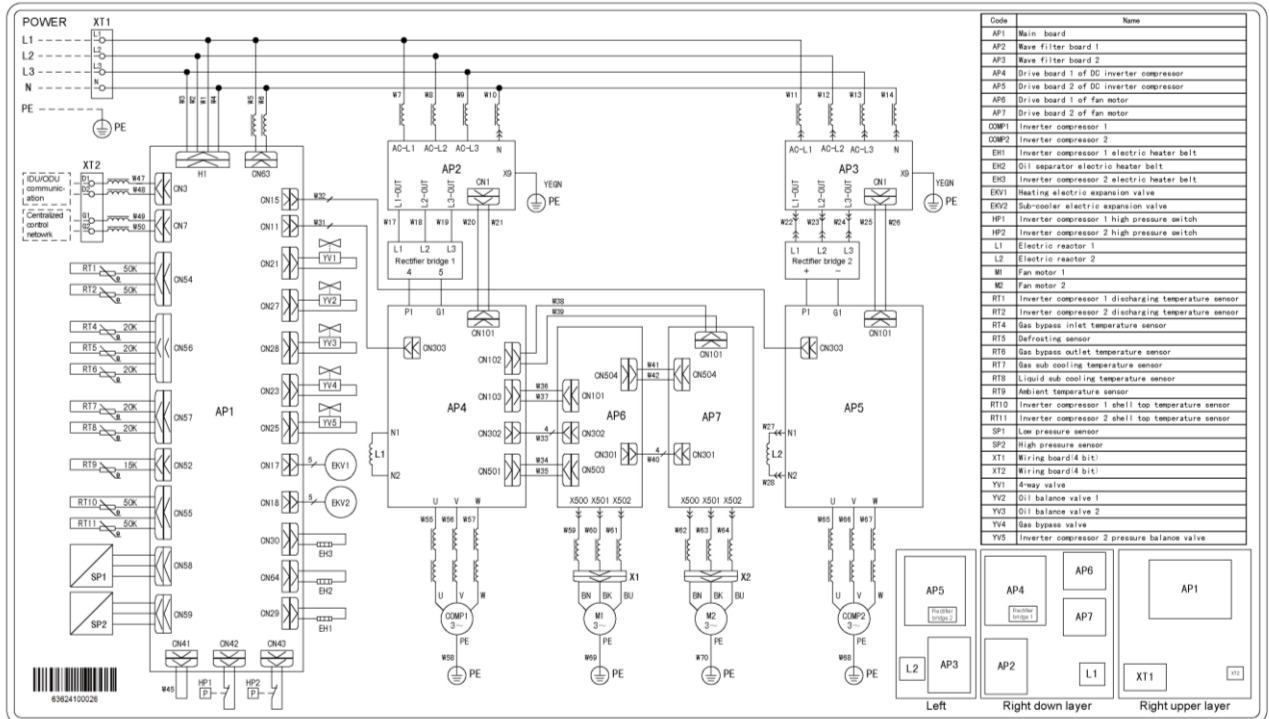 POWER
XT1
L1
L2
L3
N
PE
L1
L2
L3
N
PE
W3
W2
W1
W4
W5
W6
W7
W8
W9
W10
W11
W12
W13
W14
H1
CN63
AC-L1 AC-L2 AC-L3 N
AP2
X9
YEGN
PE
L1-OUT
L2-OUT
L3-OUT
CN1
W17
W18
W19
W20
W21
AC-L1 AC-L2 AC-L3 N
AP3
X9
YEGN
PE
L1-OUT
L2-OUT
L3-OUT
CN1
W22
W23
W24
W25
W26
XT2
IDU/ODU
communic-
ation
D1
D2
W47
W48
CN3
Centralized
control
netowrk
G1
G2
W49
W50
CN7
RT1 50K
RT2 50K
CN54
RT4 20K
RT5 20K
RT6 20K
CN56
RT7 20K
RT8 20K
CN57
RT9 15K
CN52
RT10 50K
RT11 50K
CN55
SP1
CN58
SP2
CN59
AP1
CN15
W32
CN11
W31
CN21
YV1
CN27
YV2
CN28
YV3
CN23
YV4
CN25
YV5
CN17
5
EKV1
CN18
5
EKV2
CN30
EH3
CN64
EH2
CN29
EH1
CN41
CN42
CN43
W45
HP1
P
HP2
P
63624100026
L1 L2 L3
Rectifier bridge 1
4 5
P1 G1
CN101
CN303
AP4
N1
L1
N2
CN102
CN103
CN302
CN501
U V W
W38
W39
W36
W37
4
W33
W34
W35
CN101
AP6
CN302
CN503
CN504
CN301
X500 X501 X502
W41
W42
4
W40
CN101
CN504
AP7
CN301
X500 X501 X502
L1 L2 L3
Rectifier bridge 2
+ −
P1 G1
CN101
CN303
AP5
W27
N1
L2
N2
W28
U V W
W55
W56
W57
U V W
COMP1
3~
PE
W58
PE
W59
W60
W61
X1
BN BK BU
M1
3~
PE
W69
PE
W62
W63
W64
X2
BN BK BU
M2
3~
PE
W70
PE
W65
W66
W67
U V W
COMP2
3~
PE
W68
PE
Code Name
AP1 Main board
AP2 Wave filter board 1
AP3 Wave filter board 2
AP4 Drive board 1 of DC inverter compressor
AP5 Drive board 2 of DC inverter compressor
AP6 Drive board 1 of fan motor
AP7 Drive board 2 of fan motor
COMP1 Inverter compressor 1
COMP2 Inverter compressor 2
EH1 Inverter compressor 1 electric heater belt
EH2 Oil separator electric heater belt
EH3 Inverter compressor 2 electric heater belt
EKV1 Heating electric expansion valve
EKV2 Sub-cooler electric expansion valve
HP1 Inverter compressor 1 high pressure switch
HP2 Inverter compressor 2 high pressure switch
L1 Electric reactor 1
L2 Electric reactor 2
M1 Fan motor 1
M2 Fan motor 2
RT1 Inverter compressor 1 discharging temperature sensor
RT2 Inverter compressor 2 discharging temperature sensor
RT4 Gas bypass inlet temperature sensor
RT5 Defrosting sensor
RT6 Gas bypass outlet temperature sensor
RT7 Gas sub cooling temperature sensor
RT8 Liquid sub cooling temperature sensor
RT9 Ambient temperature sensor
RT10 Inverter compressor 1 shell top temperature sensor
RT11 Inverter compressor 2 shell top temperature sensor
SP1 Low pressure sensor
SP2 High pressure sensor
XT1 Wiring board(4 bit)
XT2 Wiring board(4 bit)
YV1 4-way valve
YV2 Oil balance valve 1
YV3 Oil balance valve 2
YV4 Gas bypass valve
YV5 Inverter compressor 2 pressure balance valve
AP5
Rectifier
bridge 2
L2
AP3
Left
AP4
Rectifier
bridge 1
AP6
AP7
AP2
L1
Right down layer
AP1
XT1
XT2
Right upper layer